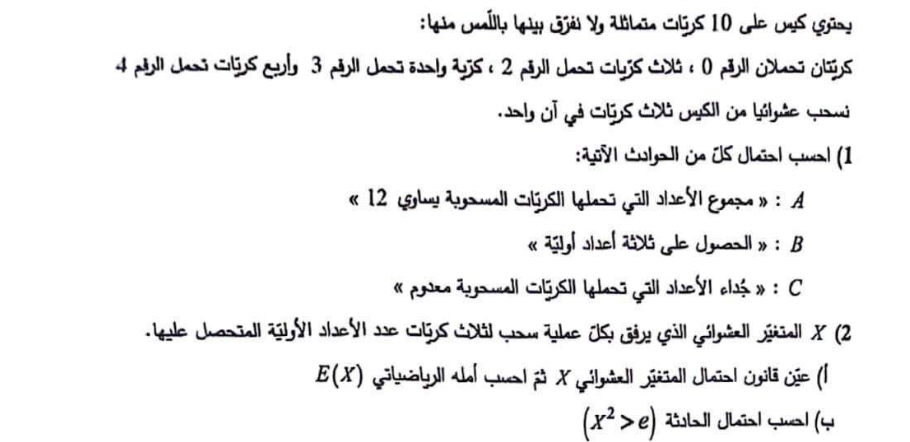 يحتوي كيس على 10 كريّات متماثلة ولا نفرّق بينها باللّمس منها:
كريّتان تحملان الرقم 0 ، ثلاث كريّات تحمل الرقم 2 ، كرّية واحدة تحمل الرقم 3 وأربع كريّات تحمل الرقم 4
نسحب عشوائيا من الكيس ثلاث كريّات في آن واحد.
1) احسب احتمال كلّ من الحوادث الآتية:
A : « مجموع الأعداد التي تحملها الكريّات المسحوبة يساوي 12 »
B : « الحصول على ثلاثة أعداد أوليّة »
C : « جُداء الأعداد التي تحملها الكريّات المسحوبة معدوم »
2) X المتغيّر العشوائي الذي يرفق بكلّ عملية سحب لثلاث كريّات عدد الأعداد الأوليّة المتحصل عليها.
أ) عيّن قانون احتمال المتغيّر العشوائي X ثمّ احسب أمله الرياضياتي E(X)
ب) احسب احتمال الحادثة (X² > e)